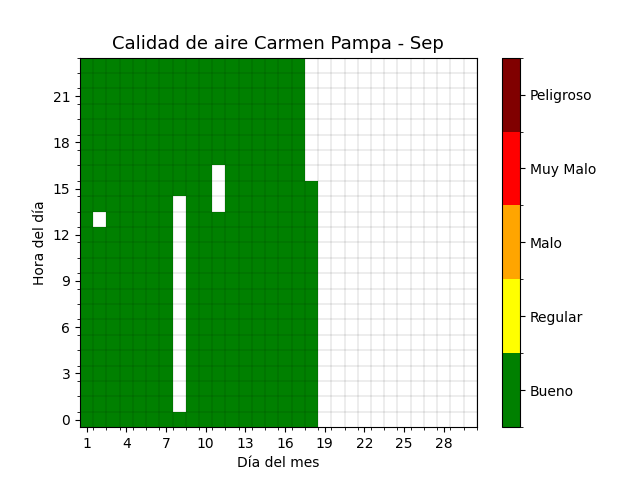 Calidad de aire Carmen Pampa - Sep
Hora del día
21
18
15
12
9
6
3
0
1 4 7 10 13 16 19 22 25 28
Día del mes
Peligroso
Muy Malo
Malo
Regular
Bueno